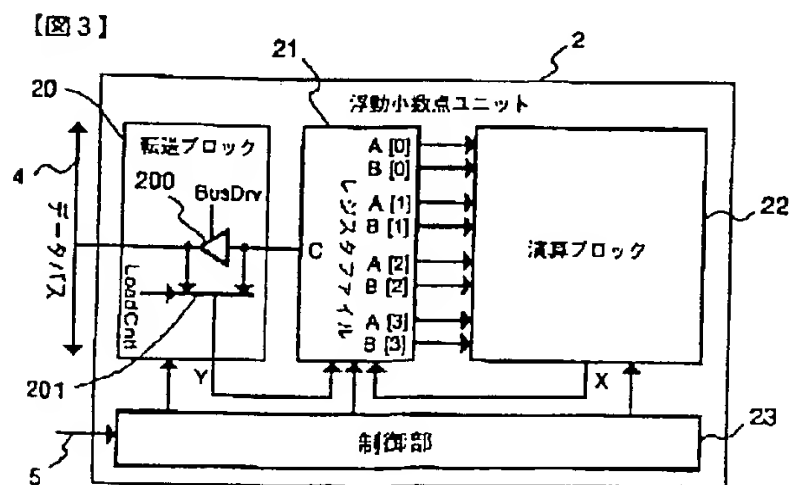 【図3】
21
2
20
浮動小数点ユニット
4
転送ブロック
200
BusDrv
データバス
LoadCntl
201
Y
C
レジスタファイル
A [0]
B [0]
A [1]
B [1]
A [2]
B [2]
A [3]
B [3]
演算ブロック
22
X
制御部
23
5